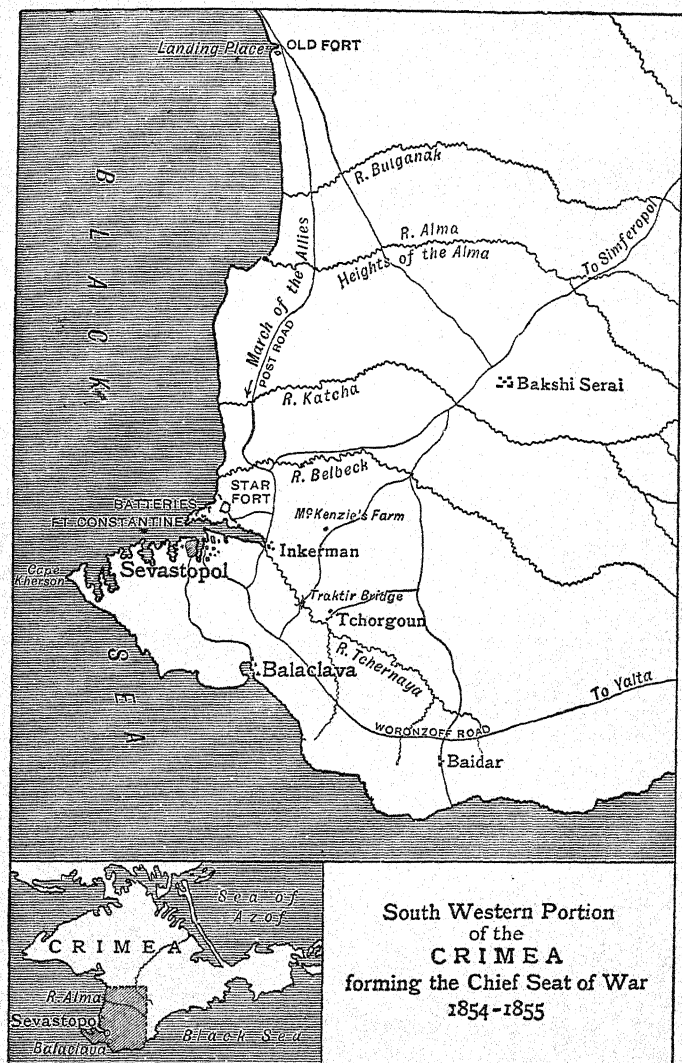 Landing Place
OLD FORT
R. Bulganak
R. Alma
Heights of the Alma
To Simferopol
March of the Allies
POST ROAD
BLACK SEA
R. Katcha
Bakshi Serai
R. Belbeck
STAR
FORT
BATTERIES
FT. CONSTANTINE
McKenzie's Farm
Inkerman
Cape
Kherson
Sevastopol
Traktir Bridge
Tchorgoun
R. Tchernaya
Balaclava
To Yalta
WORONZOFF ROAD
Baidar
Sea of
Azof
CRIMEA
R. Alma
Sevastopol
Balaclava
Black Sea
South Western Portion
of the
CRIMEA
forming the Chief Seat of War
1854-1855